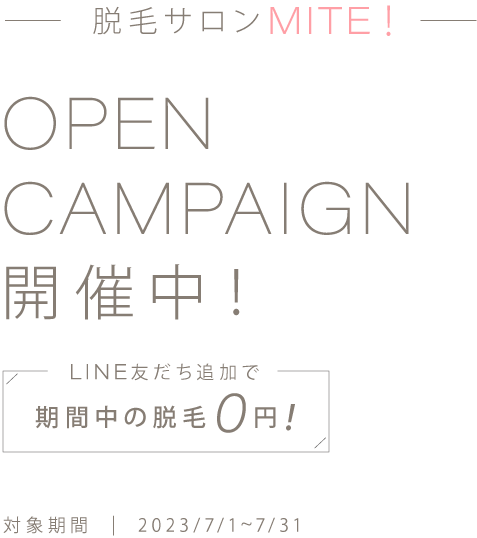 脱毛サロンMITE！
OPEN
CAMPAIGN
開催中！
LINE友だち追加で
期間中の脱毛0円！
対象期間 | 2023/7/1~7/31